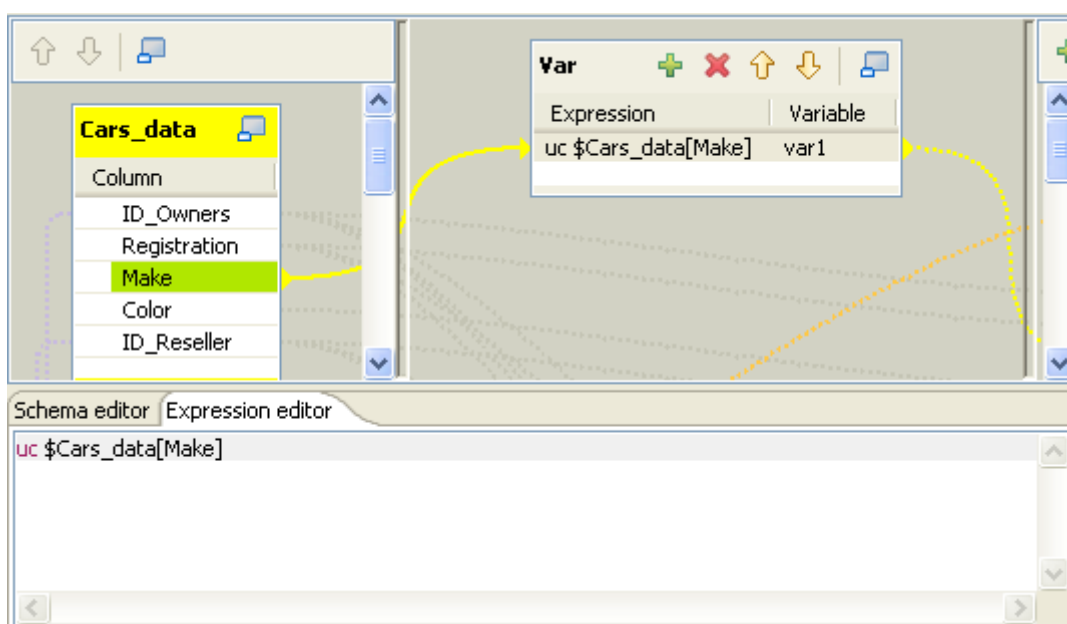 Var
Cars_data
Expression Variable
uc $Cars_data[Make] var1
Column
ID_Owners
Registration
Make
Color
ID_Reseller
Schema editor Expression editor
uc $Cars_data[Make]